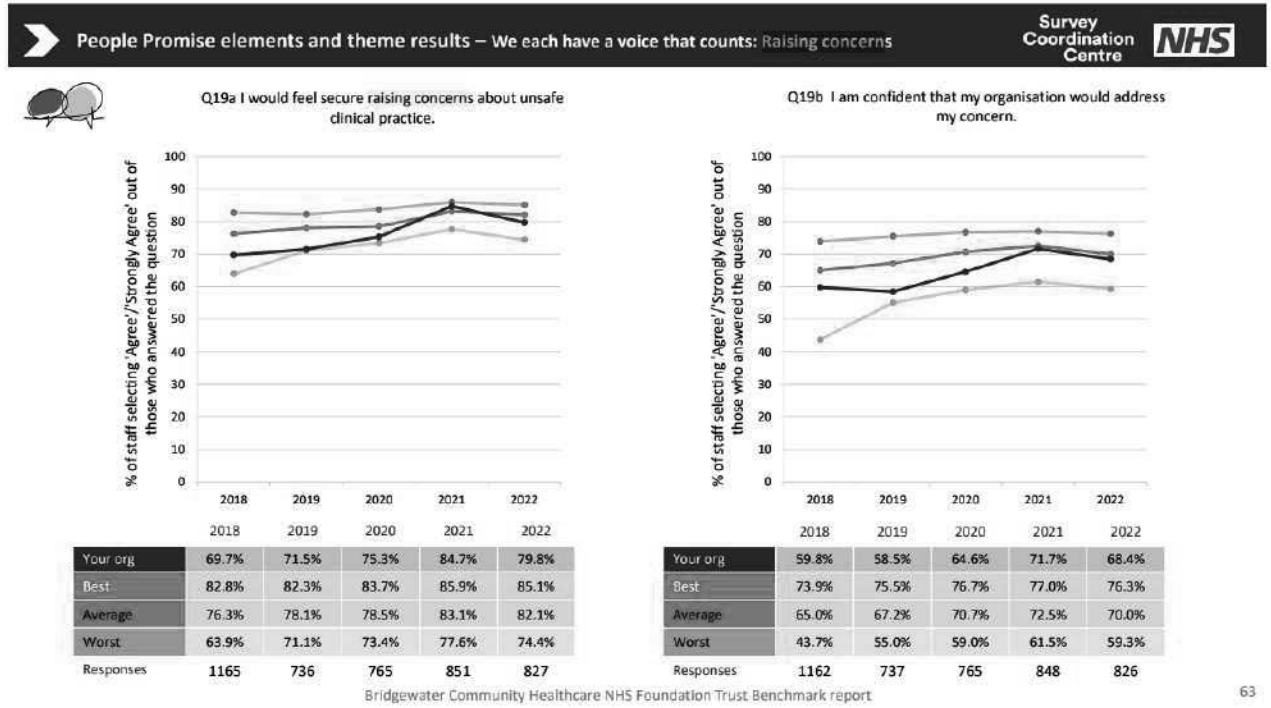 People Promise elements and theme results – We each have a voice that counts: Raising concerns
Survey
Coordination
Centre
NHS
Q19a I would feel secure raising concerns about unsafe
clinical practice.
% of staff selecting 'Agree'/'Strongly Agree' out of
those who answered the question
100
90
80
70
60
50
40
30
20
10
0
2018 2019 2020 2021 2022
2018 2019 2020 2021 2022
Your org 69.7% 71.5% 75.3% 84.7% 79.8%
Best 82.8% 82.3% 83.7% 85.9% 85.1%
Average 76.3% 78.1% 78.5% 83.1% 82.1%
Worst 63.9% 71.1% 73.4% 77.6% 74.4%
Responses 1165 736 765 851 827
Q19b I am confident that my organisation would address
my concern.
% of staff selecting 'Agree'/'Strongly Agree' out of
those who answered the question
100
90
80
70
60
50
40
30
20
10
0
2018 2019 2020 2021 2022
2018 2019 2020 2021 2022
Your org 59.8% 58.5% 64.6% 71.7% 68.4%
Best 73.9% 75.5% 76.7% 77.0% 76.3%
Average 65.0% 67.2% 70.7% 72.5% 70.0%
Worst 43.7% 55.0% 59.0% 61.5% 59.3%
Responses 1162 737 765 848 826
Bridgewater Community Healthcare NHS Foundation Trust Benchmark report
63